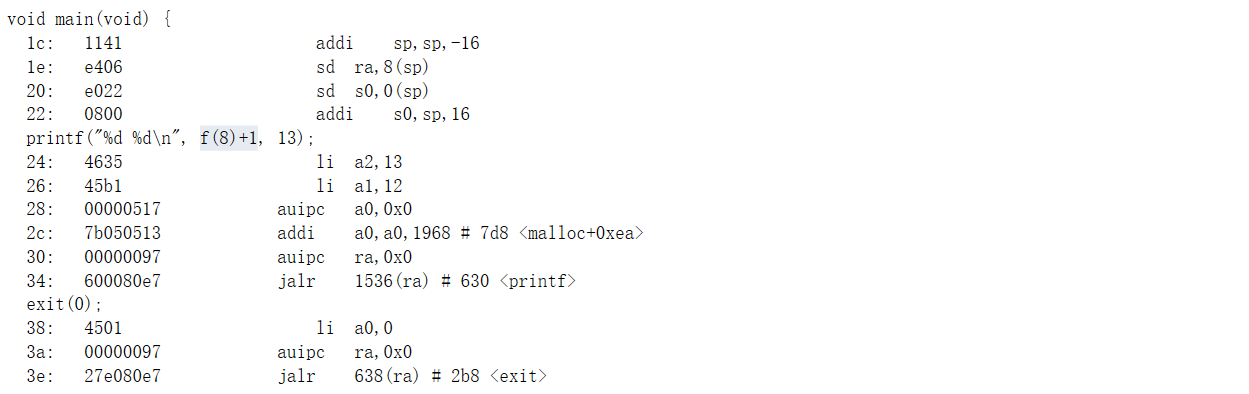 void main(void) {
1c: 1141 addi sp,sp,-16
1e: e406 sd ra,8(sp)
20: e022 sd s0,0(sp)
22: 0800 addi s0,sp,16
printf("%d %d\n", f(8)+1, 13);
24: 4635 li a2,13
26: 45b1 li a1,12
28: 00000517 auipc a0,0x0
2c: 7b050513 addi a0,a0,1968 # 7d8 <malloc+0xea>
30: 00000097 auipc ra,0x0
34: 600080e7 jalr 1536(ra) # 630 <printf>
exit(0);
38: 4501 li a0,0
3a: 00000097 auipc ra,0x0
3e: 27e080e7 jalr 638(ra) # 2b8 <exit>